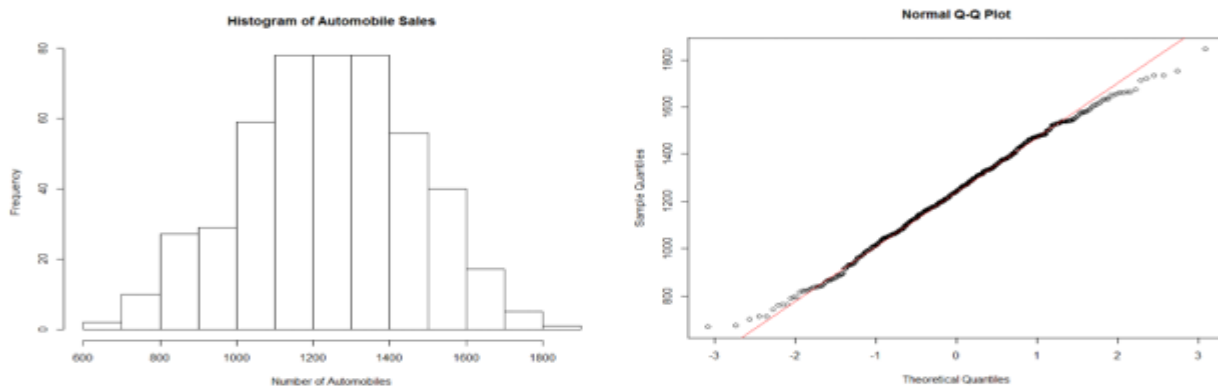 Histogram of Automobile Sales
Frequency
0
20
40
60
80
600 800 1000 1200 1400 1600 1800
Number of Automobiles
Normal Q-Q Plot
Sample Quantiles
800 1000 1200 1400 1600 1800
-3 -2 -1 0 1 2 3
Theoretical Quantiles